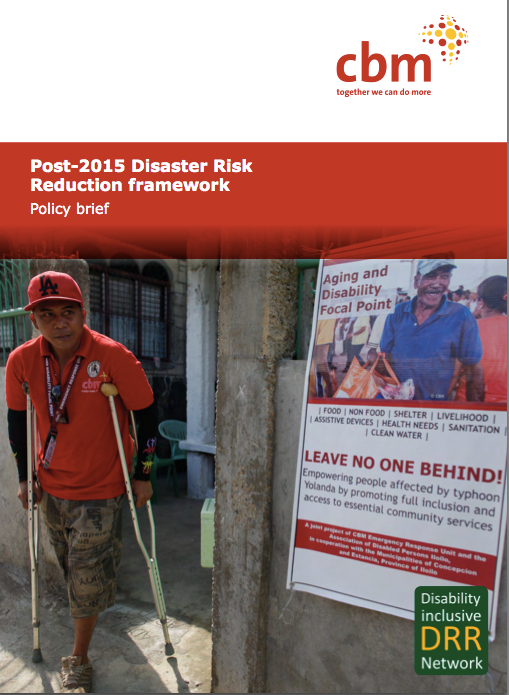 cbm
together we can do more
Post-2015 Disaster Risk
Reduction framework
Policy brief
LA
cbm
Aging and
Disability
Focal Point
| FOOD | NON FOOD | SHELTER | LIVELIHOOD |
| ASSISTIVE DEVICES | HEALTH NEEDS | SANITATION |
| CLEAN WATER |
LEAVE NO ONE BEHIND!
Empowering people affected by typhoon
Yolanda by promoting full inclusion and
access to essential community services
A joint project of CBM Emergency Response Unit and the
Association of Disabled Persons Iloilo,
in cooperation with the Municipalities of Concepcion
and Estancia, Province of Iloilo
Disability
inclusive
DRR
Network